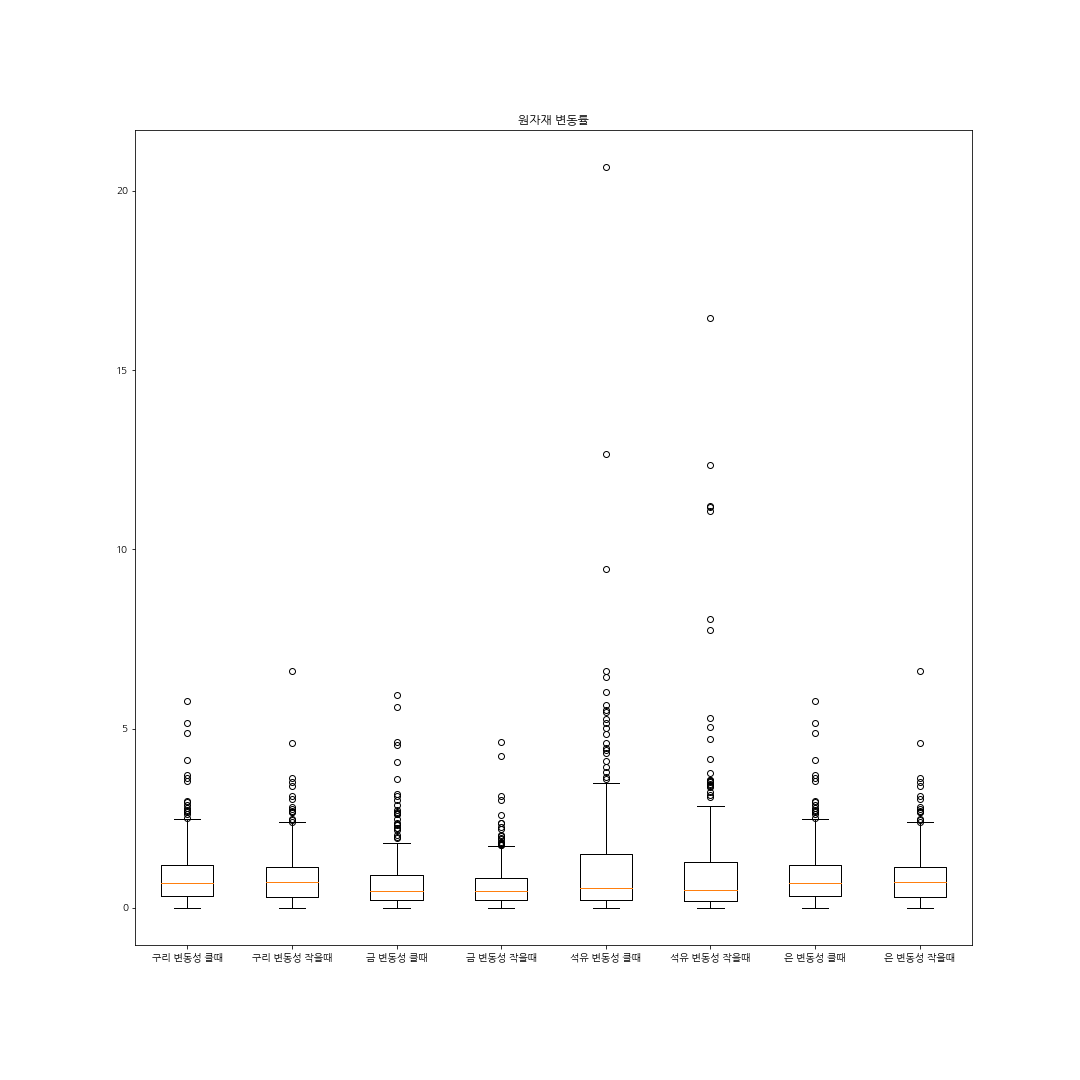 원자재 변동률
20
15
10
5
0
구리 변동성 클때 구리 변동성 작을때 금 변동성 클때 금 변동성 작을때 석유 변동성 클때 석유 변동성 작을때 은 변동성 클때 은 변동성 작을때